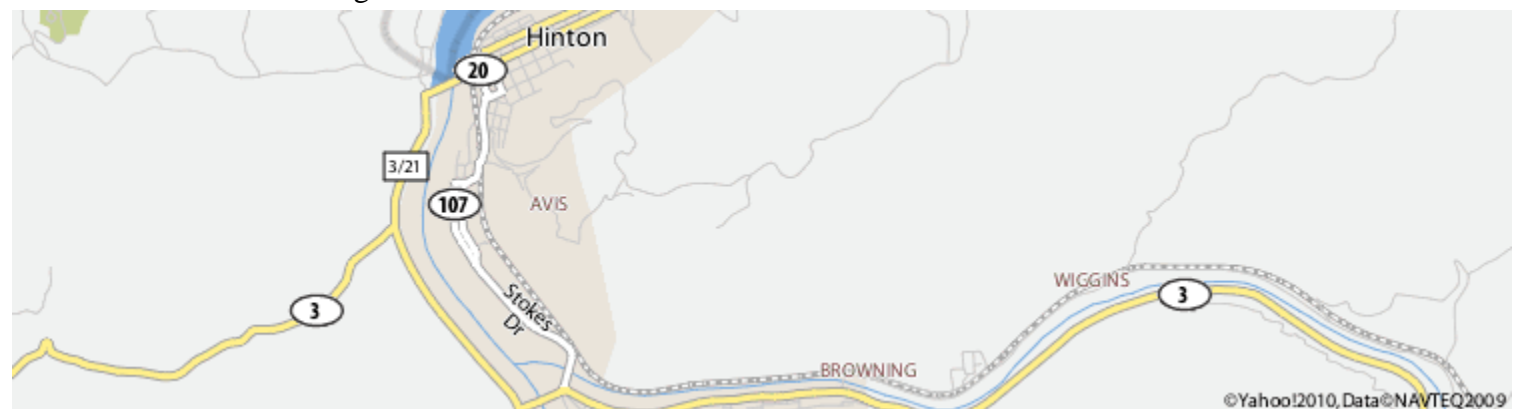 Hinton
20
3/21
107
AVIS
WIGGINS
3
3
Stokes
Dr
BROWNING
©Yahoo!2010, Data©NAVTEQ2009